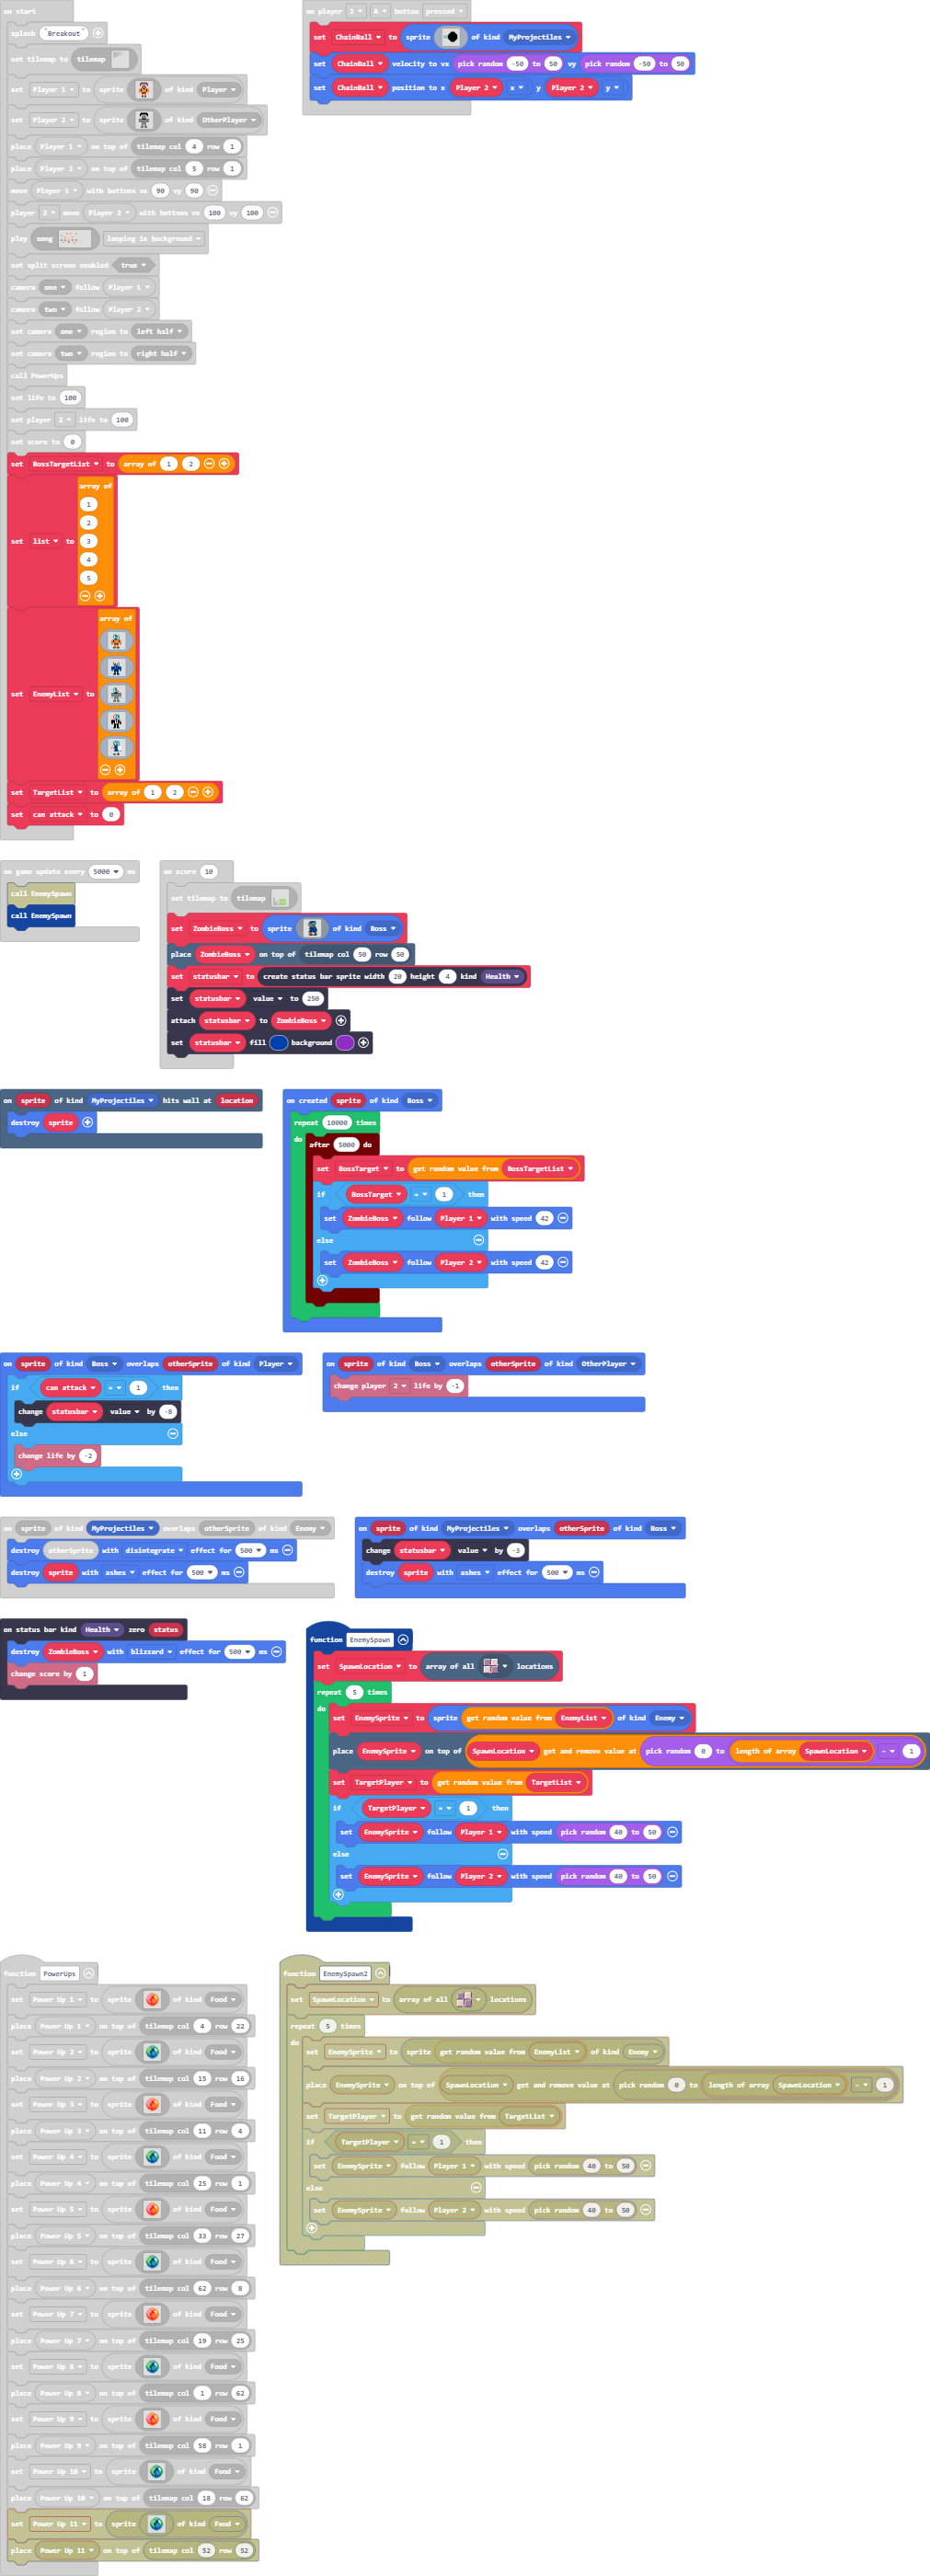 on start
splash "Breakout"
set tilemap to tilemap
set Player 1 to sprite of kind Player
set Player 2 to sprite of kind OtherPlayer
place Player 1 on top of tilemap col 4 row 1
place Player 2 on top of tilemap col 5 row 1
move Player 1 with buttons vx 90 vy 90
player 2 move Player 2 with buttons vx 100 vy 100
play song looping in background
set split screen enabled true
camera one follow Player 1
camera two follow Player 2
set camera one region to left half
set camera two region to right half
call PowerUps
set life to 100
set player 2 life to 100
set score to 0
set BossTargetList to array of 1 2
set list to array of
1
2
3
4
5
set EnemyList to array of
set TargetList to array of 1 2
set can attack to 0
on player 2 A button pressed
set ChainBall to sprite of kind MyProjectiles
set ChainBall velocity to vx pick random -50 to 50 vy pick random -50 to 50
set ChainBall position to x Player 2 x y Player 2 y
on game update every 5000 ms
call EnemySpawn
call EnemySpawn
on score 10
set tilemap to tilemap
set ZombieBoss to sprite of kind Boss
place ZombieBoss on top of tilemap col 50 row 50
set statusbar to create status bar sprite width 20 height 4 kind Health
set statusbar value to 250
attach statusbar to ZombieBoss
set statusbar fill background
on sprite of kind MyProjectiles hits wall at location
destroy sprite
on created sprite of kind Boss
repeat 10000 times
do after 5000 do
set BossTarget to get random value from BossTargetList
if BossTarget = 1 then
set ZombieBoss follow Player 1 with speed 42
else
set ZombieBoss follow Player 2 with speed 42
on sprite of kind Boss overlaps otherSprite of kind Player
if can attack = 1 then
change statusbar value by -8
else
change life by -2
on sprite of kind Boss overlaps otherSprite of kind OtherPlayer
change player 2 life by -1
on sprite of kind MyProjectiles overlaps otherSprite of kind Enemy
destroy otherSprite with disintegrate effect for 500 ms
destroy sprite with ashes effect for 500 ms
on sprite of kind MyProjectiles overlaps otherSprite of kind Boss
change statusbar value by -3
destroy sprite with ashes effect for 500 ms
on status bar kind Health zero status
destroy ZombieBoss with blizzard effect for 500 ms
change score by 1
function EnemySpawn
set SpawnLocation to array of all locations
repeat 5 times
do set EnemySprite to sprite get random value from EnemyList of kind Enemy
place EnemySprite on top of SpawnLocation get and remove value at pick random 0 to length of array SpawnLocation - 1
set TargetPlayer to get random value from TargetList
if TargetPlayer = 1 then
set EnemySprite follow Player 1 with speed pick random 40 to 50
else
set EnemySprite follow Player 2 with speed pick random 40 to 50
function PowerUps
set Power Up 1 to sprite of kind Food
place Power Up 1 on top of tilemap col 4 row 22
set Power Up 2 to sprite of kind Food
place Power Up 2 on top of tilemap col 15 row 16
set Power Up 3 to sprite of kind Food
place Power Up 3 on top of tilemap col 11 row 4
set Power Up 4 to sprite of kind Food
place Power Up 4 on top of tilemap col 25 row 1
set Power Up 5 to sprite of kind Food
place Power Up 5 on top of tilemap col 33 row 27
set Power Up 6 to sprite of kind Food
place Power Up 6 on top of tilemap col 62 row 8
set Power Up 7 to sprite of kind Food
place Power Up 7 on top of tilemap col 19 row 25
set Power Up 8 to sprite of kind Food
place Power Up 8 on top of tilemap col 1 row 62
set Power Up 9 to sprite of kind Food
place Power Up 9 on top of tilemap col 58 row 1
set Power Up 10 to sprite of kind Food
place Power Up 10 on top of tilemap col 18 row 62
set Power Up 11 to sprite of kind Food
place Power Up 11 on top of tilemap col 52 row 52
function EnemySpawn2
set SpawnLocation to array of all locations
repeat 5 times
do set EnemySprite to sprite get random value from EnemyList of kind Enemy
place EnemySprite on top of SpawnLocation get and remove value at pick random 0 to length of array SpawnLocation - 1
set TargetPlayer to get random value from TargetList
if TargetPlayer = 1 then
set EnemySprite follow Player 1 with speed pick random 40 to 50
else
set EnemySprite follow Player 2 with speed pick random 40 to 50